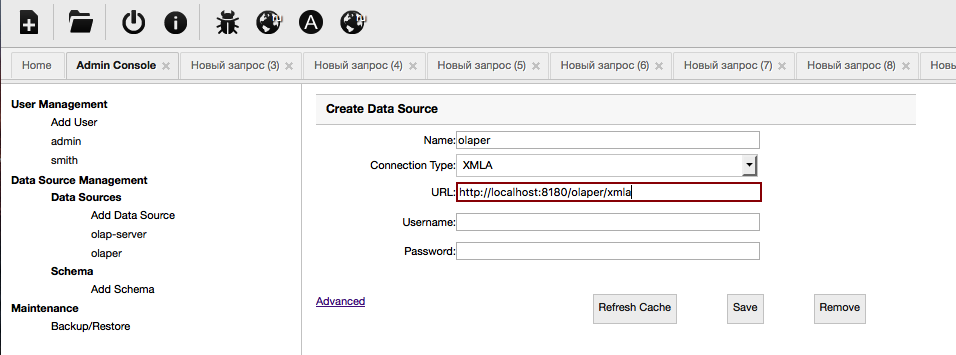 Home Admin Console Новый запрос (3) Новый запрос (4) Новый запрос (5) Новый запрос (6) Новый запрос (7) Новый запрос (8) Новы
User Management
Add User
admin
smith
Data Source Management
Data Sources
Add Data Source
olap-server
olaper
Schema
Add Schema
Maintenance
Backup/Restore
Create Data Source
Name: olaper
Connection Type: XMLA
URL: http://localhost:8180/olaper/xmla
Username:
Password:
Advanced Refresh Cache Save Remove